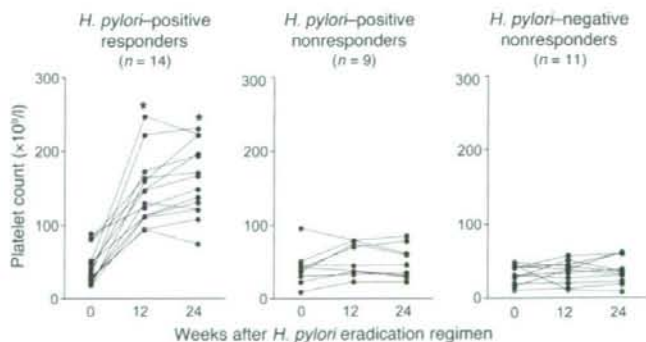 H. pylori–positive
responders
(n = 14)
H. pylori–positive
nonresponders
(n = 9)
H. pylori–negative
nonresponders
(n = 11)
Platelet count (×10⁹/l)
300
200
100
0
300
200
100
0
300
200
100
0
* *
0 12 24
0 12 24
0 12 24
Weeks after H. pylori eradication regimen